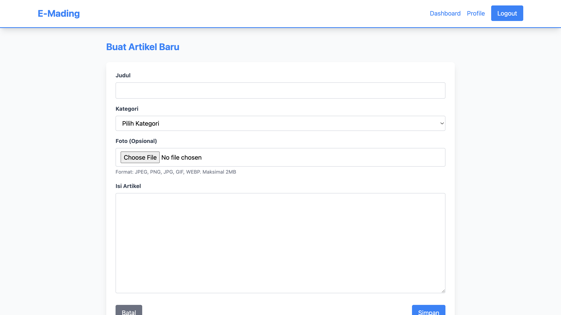 E-Mading
Dashboard Profile Logout
Buat Artikel Baru
Judul
Kategori
Pilih Kategori
Foto (Opsional)
Choose File No file chosen
Format: JPEG, PNG, JPG, GIF, WEBP. Maksimal 2MB
Isi Artikel
Batal Simpan